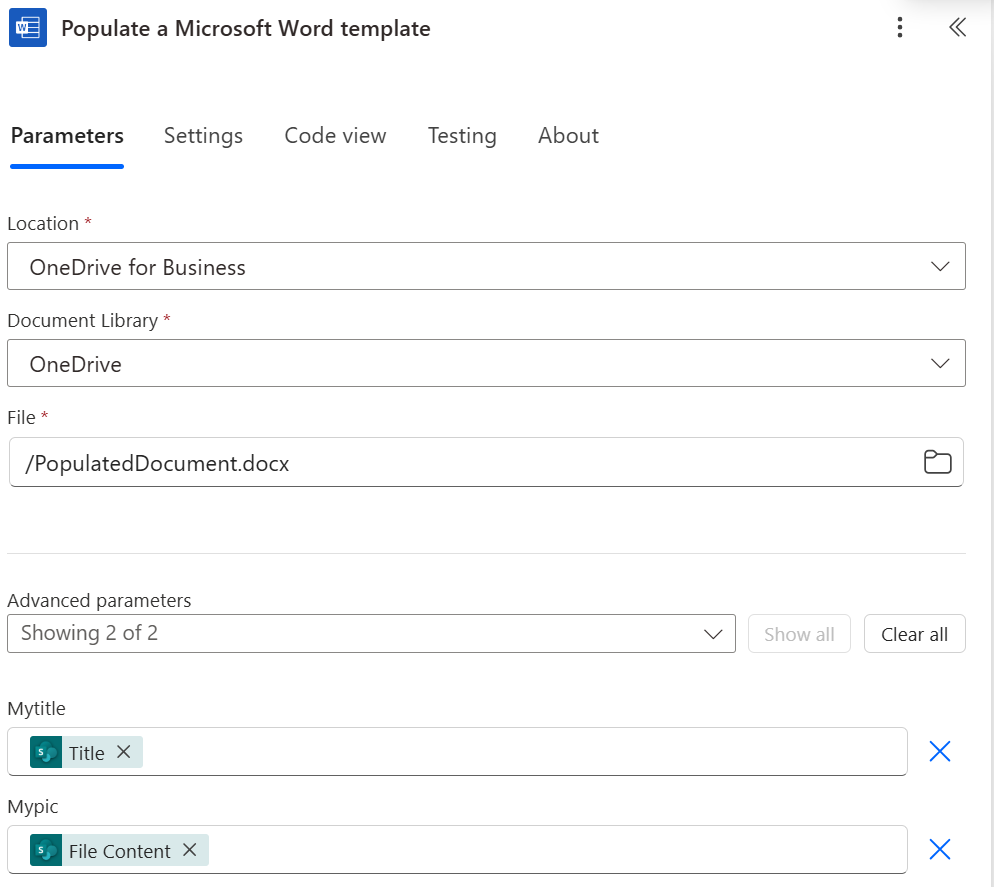 Populate a Microsoft Word template
Parameters Settings Code view Testing About
Location *
OneDrive for Business
Document Library *
OneDrive
File *
/PopulatedDocument.docx
Advanced parameters
Showing 2 of 2 Show all Clear all
Mytitle
Title
Mypic
File Content